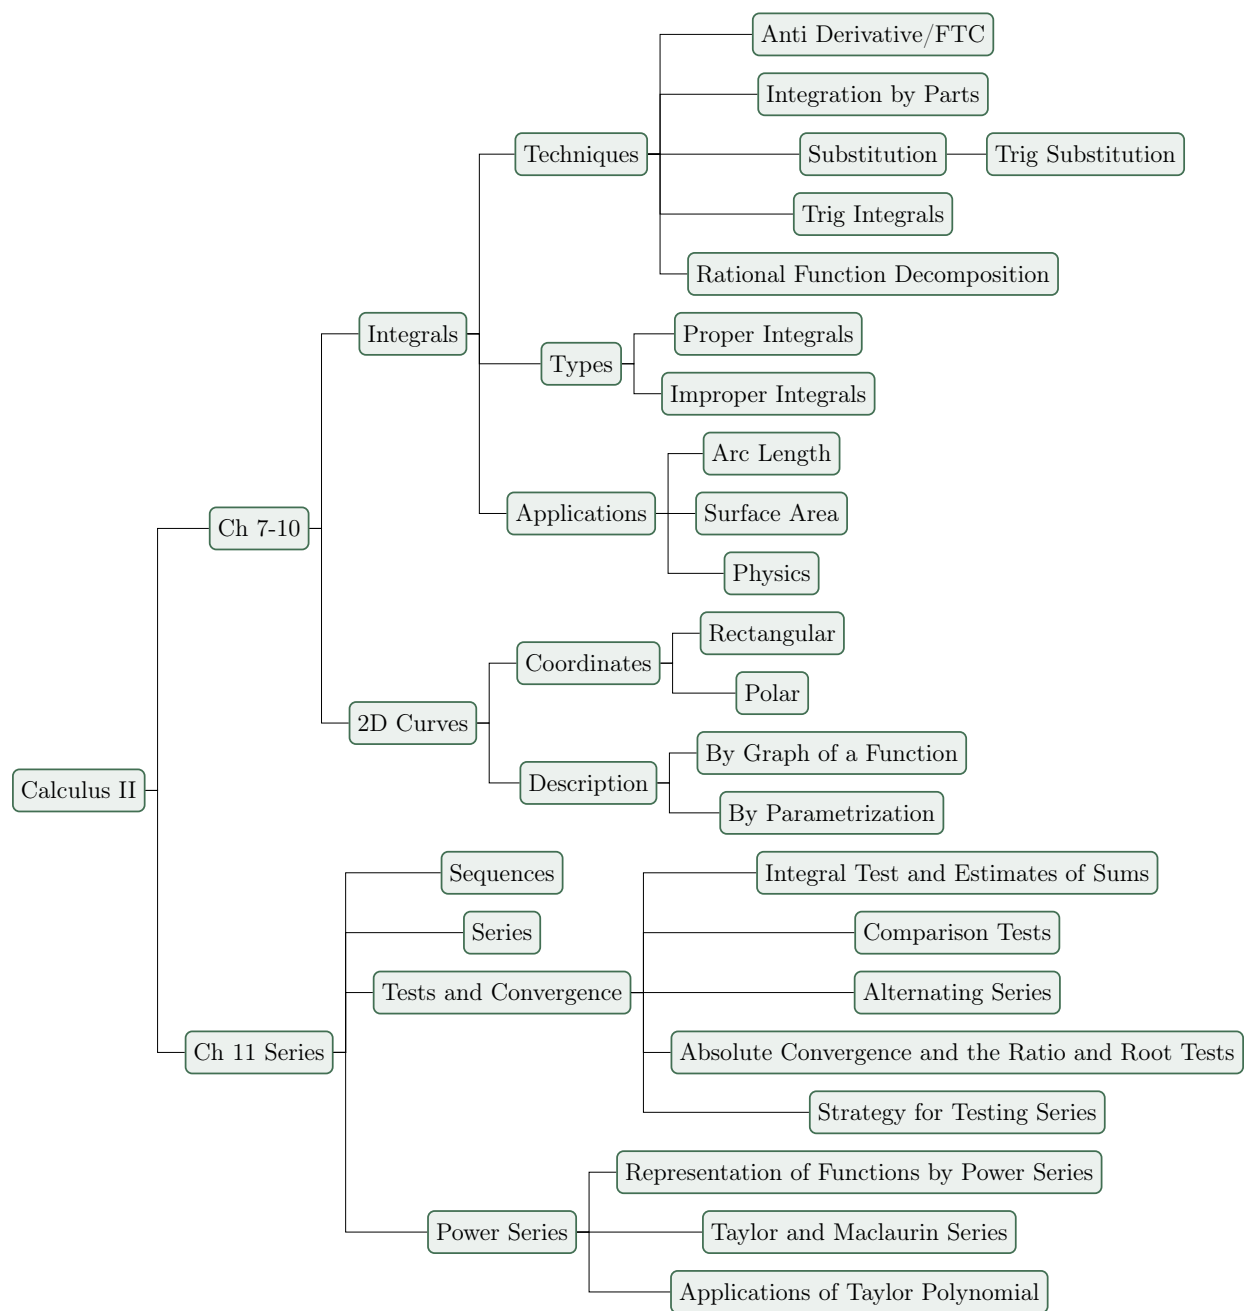 Anti Derivative/FTC
Integration by Parts
Techniques
Substitution
Trig Substitution
Trig Integrals
Rational Function Decomposition
Integrals
Proper Integrals
Types
Improper Integrals
Arc Length
Applications
Surface Area
Ch 7-10
Physics
Rectangular
Coordinates
Polar
2D Curves
By Graph of a Function
Calculus II
Description
By Parametrization
Sequences
Integral Test and Estimates of Sums
Series
Comparison Tests
Tests and Convergence
Alternating Series
Ch 11 Series
Absolute Convergence and the Ratio and Root Tests
Strategy for Testing Series
Representation of Functions by Power Series
Power Series
Taylor and Maclaurin Series
Applications of Taylor Polynomial